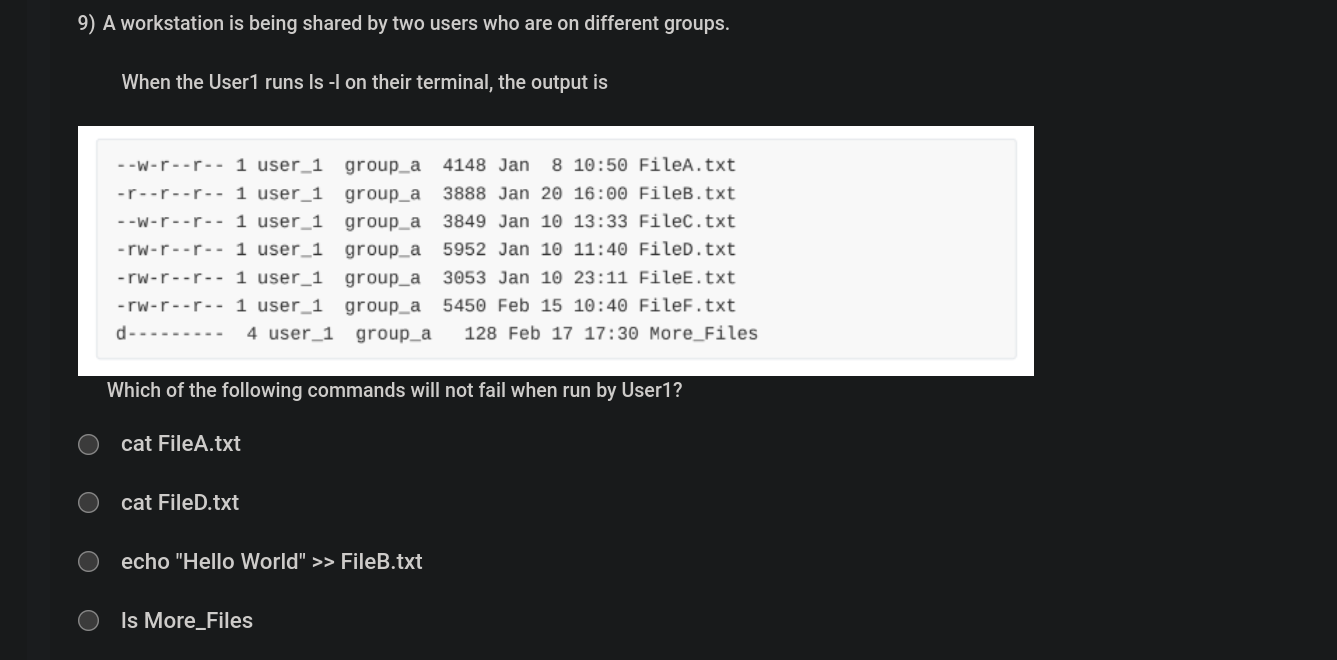 9) A workstation is being shared by two users who are on different groups.
When the User1 runs ls -l on their terminal, the output is
--w-r--r-- 1 user_1  group_a  4148 Jan  8 10:50 FileA.txt
-r--r--r-- 1 user_1  group_a  3888 Jan 20 16:00 FileB.txt
--w-r--r-- 1 user_1  group_a  3849 Jan 10 13:33 FileC.txt
-rw-r--r-- 1 user_1  group_a  5952 Jan 10 11:40 FileD.txt
-rw-r--r-- 1 user_1  group_a  3053 Jan 10 23:11 FileE.txt
-rw-r--r-- 1 user_1  group_a  5450 Feb 15 10:40 FileF.txt
d---------  4 user_1  group_a   128 Feb 17 17:30 More_Files
Which of the following commands will not fail when run by User1?
cat FileA.txt
cat FileD.txt
echo "Hello World" >> FileB.txt
ls More_Files